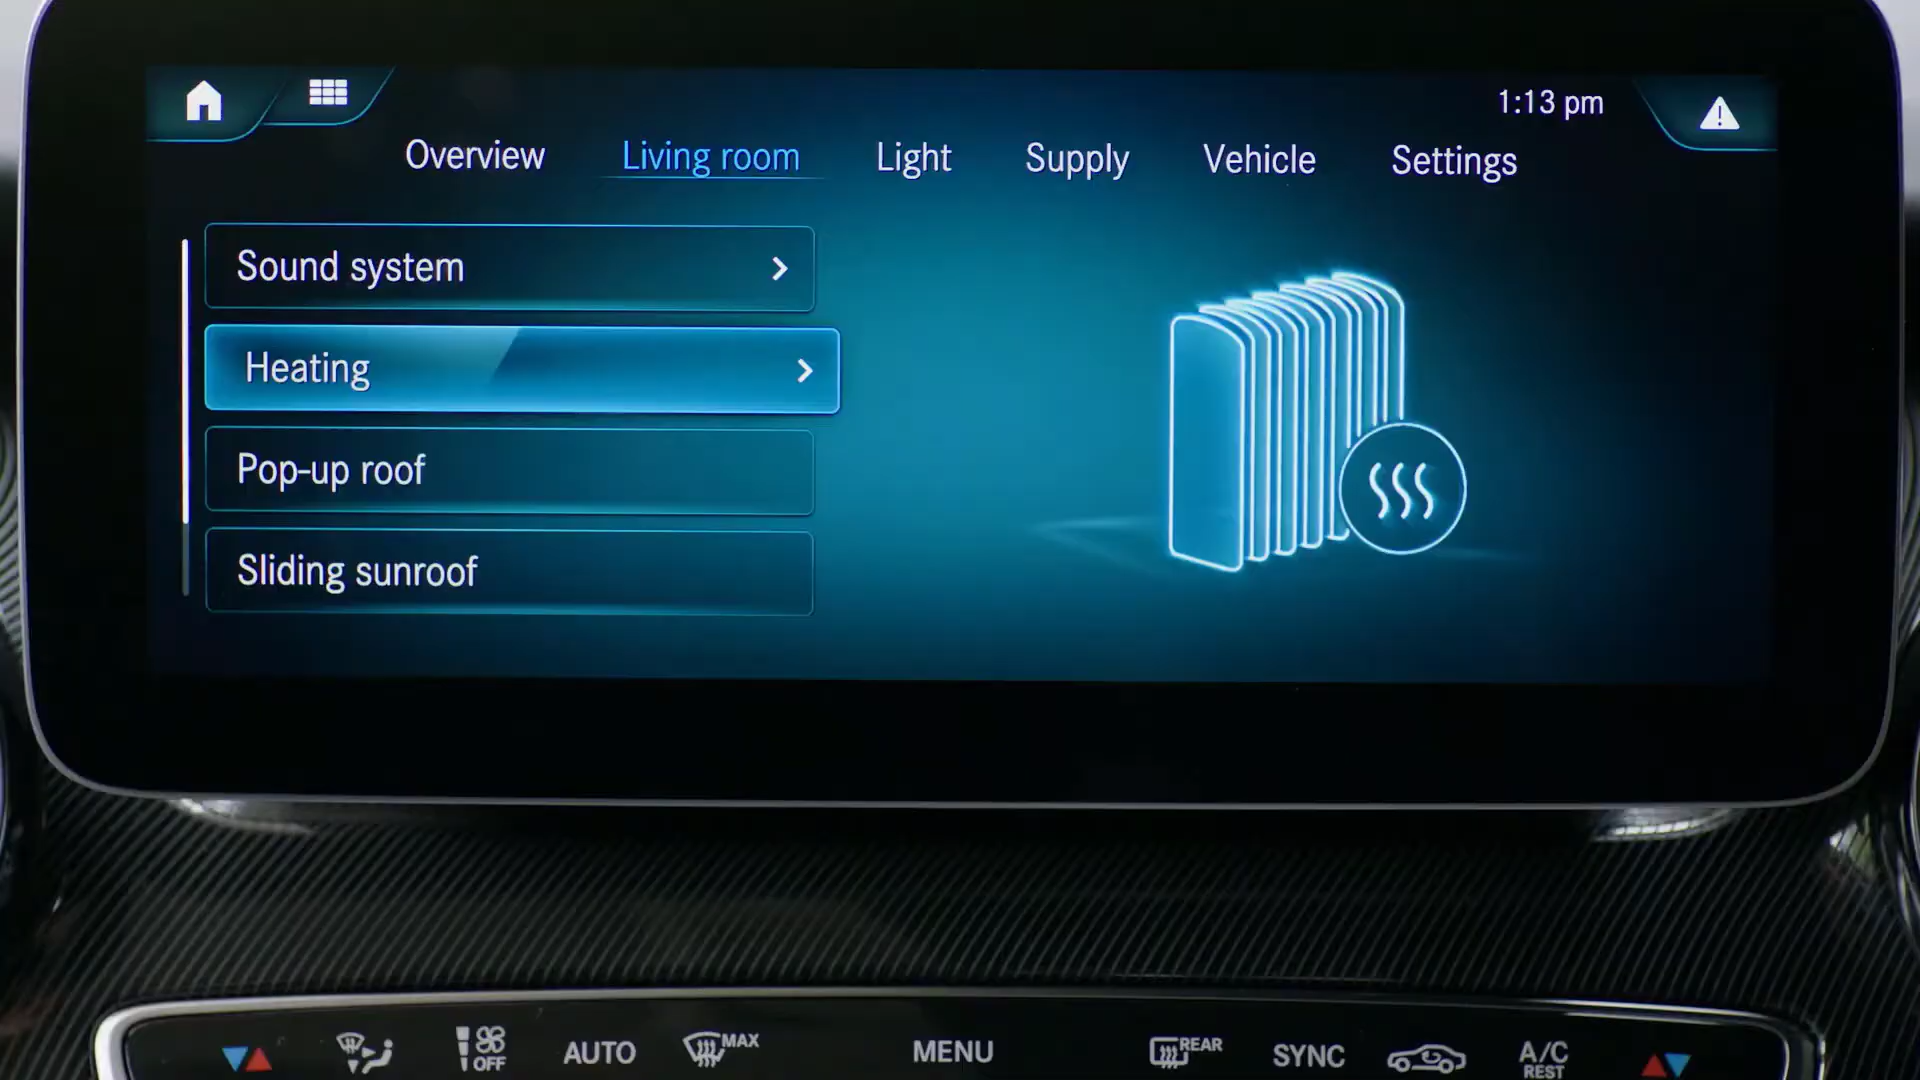 1:13 pm
Overview Living room Light Supply Vehicle Settings
Sound system
Heating
Pop-up roof
Sliding sunroof
OFF AUTO MAX MENU REAR SYNC A/C REST